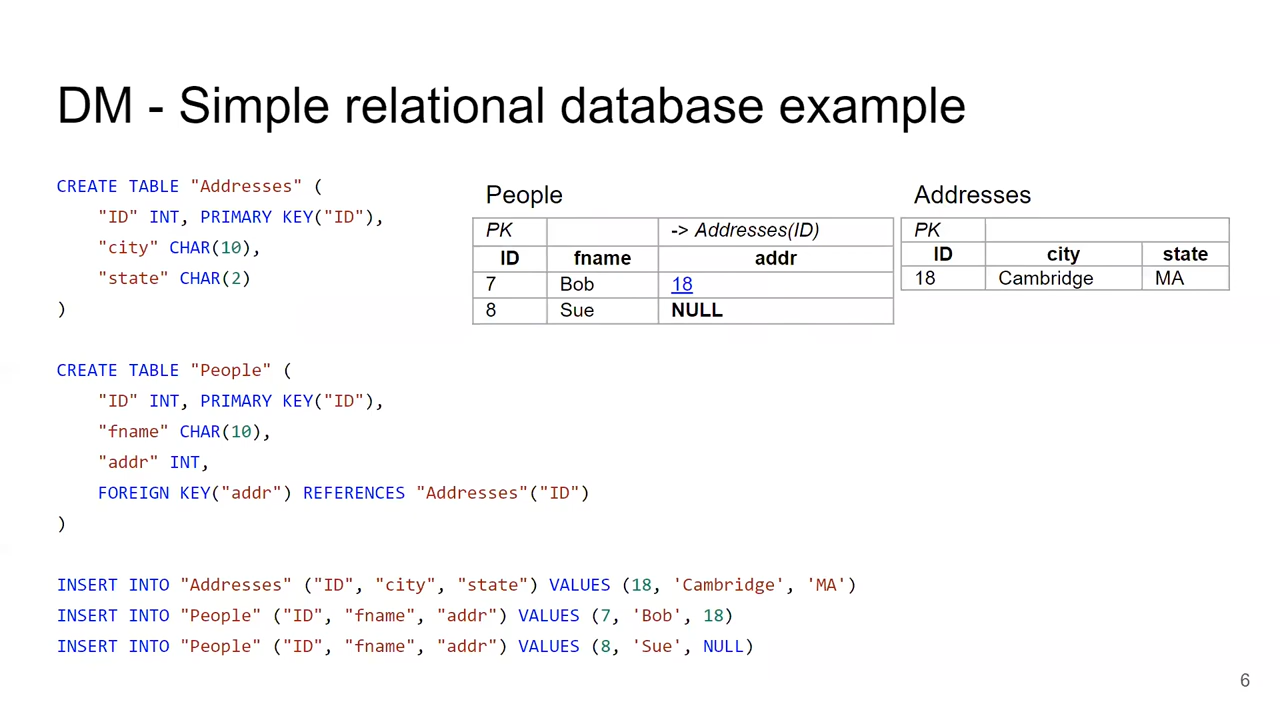 DM - Simple relational database example
CREATE TABLE "Addresses" (
"ID" INT, PRIMARY KEY("ID"),
"city" CHAR(10),
"state" CHAR(2)
)
CREATE TABLE "People" (
"ID" INT, PRIMARY KEY("ID"),
"fname" CHAR(10),
"addr" INT,
FOREIGN KEY("addr") REFERENCES "Addresses"("ID")
)
INSERT INTO "Addresses" ("ID", "city", "state") VALUES (18, 'Cambridge', 'MA')
INSERT INTO "People" ("ID", "fname", "addr") VALUES (7, 'Bob', 18)
INSERT INTO "People" ("ID", "fname", "addr") VALUES (8, 'Sue', NULL)
People
PK -> Addresses(ID)
ID fname addr
7 Bob 18
8 Sue NULL
Addresses
PK
ID city state
18 Cambridge MA
6